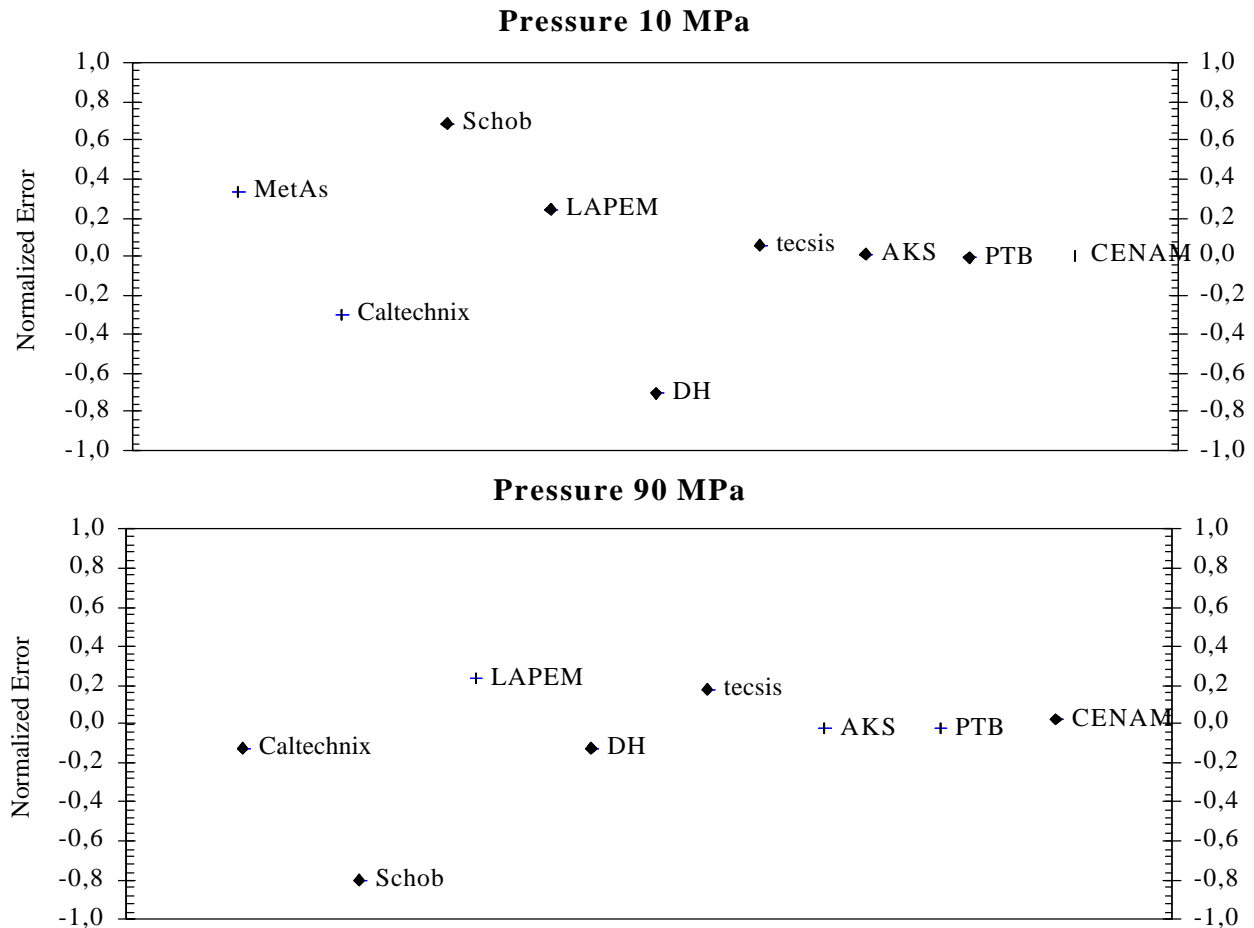 Pressure 10 MPa
Normalized Error
1,0 1,0
0,8 0,8
Schob
0,6 0,6
0,4 0,4
MetAs
0,2 0,2
LAPEM
tecsis
0,0 AKS PTB CENAM 0,0
-0,2 -0,2
Caltechnix
-0,4 -0,4
-0,6 -0,6
DH
-0,8 -0,8
-1,0 -1,0
Pressure 90 MPa
Normalized Error
1,0 1,0
0,8 0,8
0,6 0,6
0,4 0,4
LAPEM
0,2 tecsis 0,2
0,0 AKS PTB CENAM 0,0
Caltechnix DH
-0,2 -0,2
-0,4 -0,4
-0,6 -0,6
-0,8 Schob -0,8
-1,0 -1,0